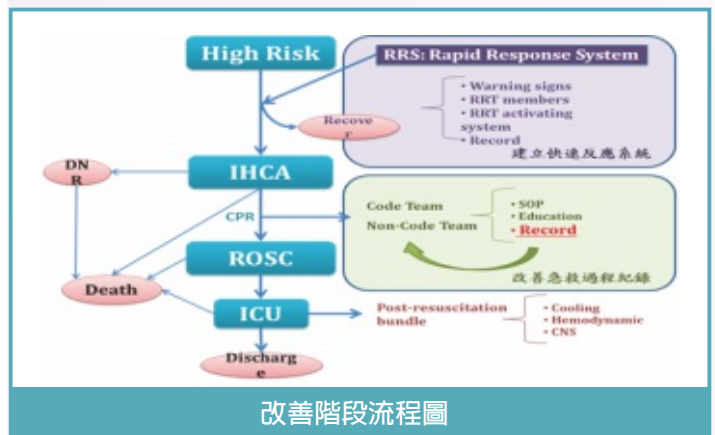 High Risk
RRS: Rapid Response System
• Warning signs
• RRT members
• RRT activating
system
• Record
建立快速反應系統
Recove
r
DN
R
IHCA
CPR
Code Team
Non-Code Team
• SOP
• Education
• Record
改善急救過程紀錄
ROSC
Death
ICU
Post-resuscitation
bundle
• Cooling
• Hemodynamic
• CNS
Discharg
e
改善階段流程圖